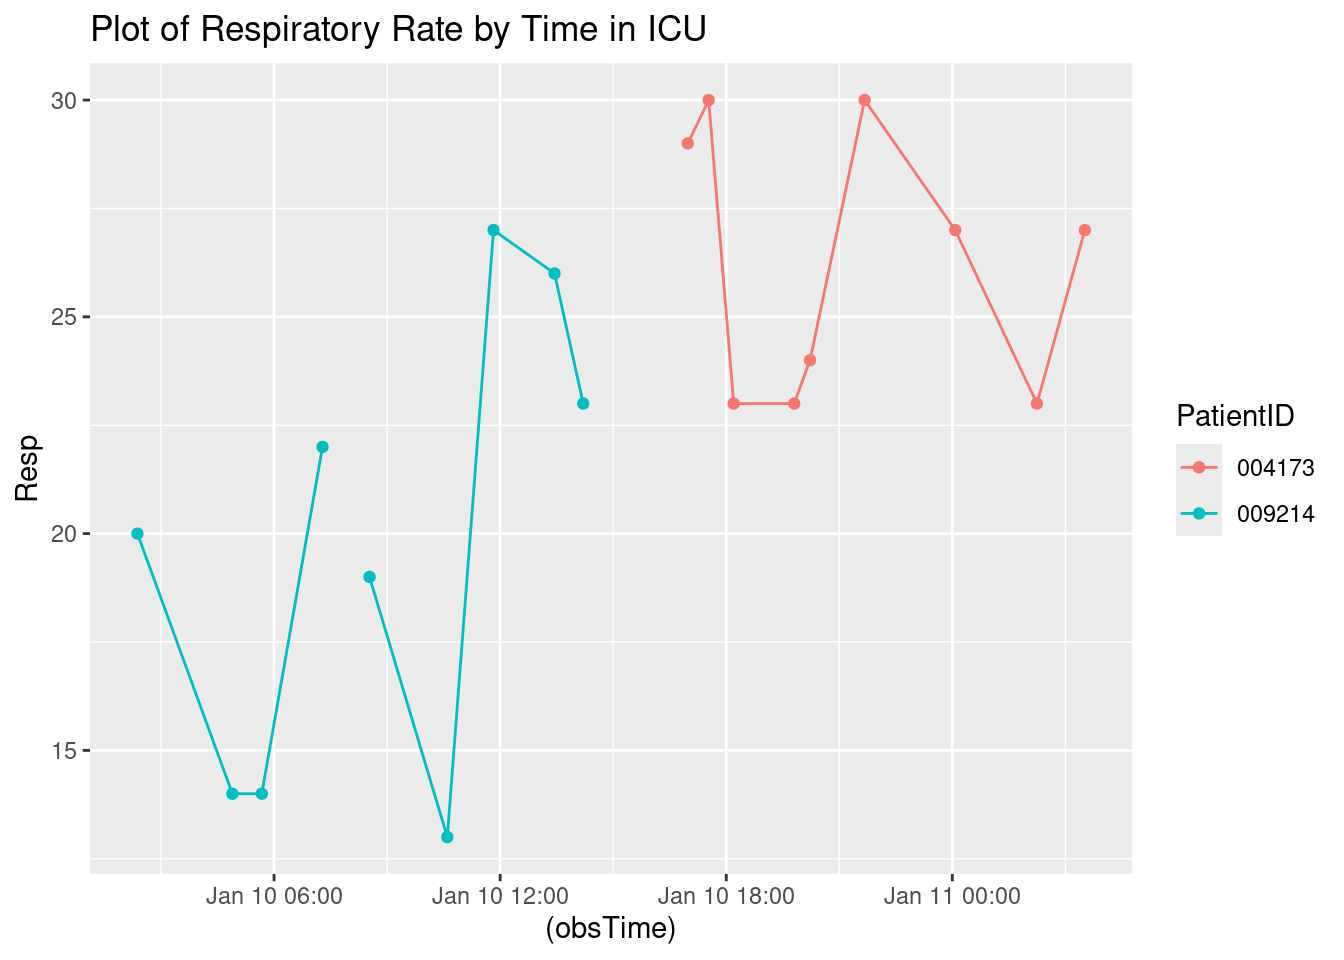 Plot of Respiratory Rate by Time in ICU
30
25
20
15
Resp
Jan 10 06:00 Jan 10 12:00 Jan 10 18:00 Jan 11 00:00
(obsTime)
PatientID
004173
009214